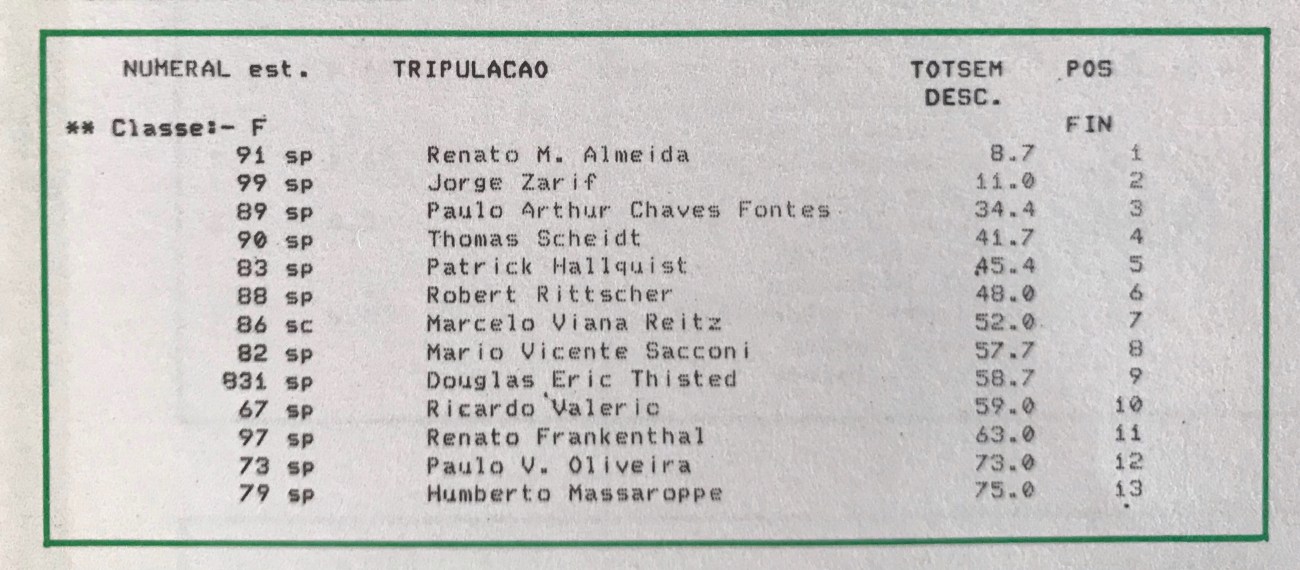 NUMERAL est. TRIPULACAO TOTSEM POS
DESC.
** Classe:- F FIN
91 sp Renato M. Almeida 8.7 1
99 sp Jorge Zarif 11.0 2
89 sp Paulo Arthur Chaves Fontes 34.4 3
90 sp Thomas Scheidt 41.7 4
83 sp Patrick Hallquist 45.4 5
88 sp Robert Rittscher 48.0 6
86 sc Marcelo Viana Reitz 52.0 7
82 sp Mario Vicente Sacconi 57.7 8
831 sp Douglas Eric Thisted 58.7 9
67 sp Ricardo Valerio 59.0 10
97 sp Renato Frankenthal 63.0 11
73 sp Paulo V. Oliveira 73.0 12
79 sp Humberto Massaroppe 75.0 13